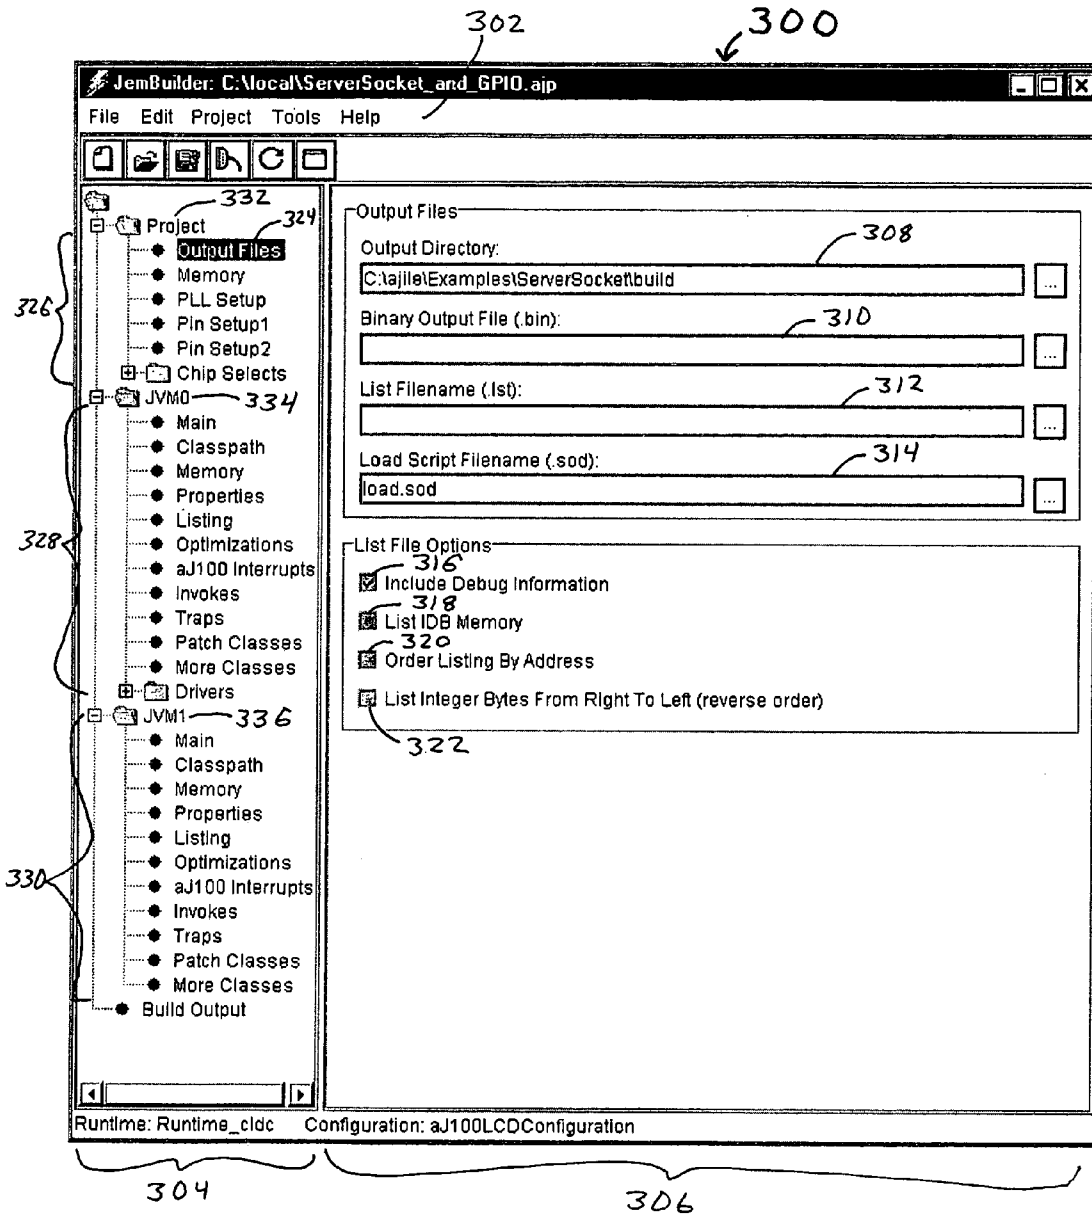 302
300
JemBuilder: C:\local\ServerSocket_and_GPIO.ajp
File Edit Project Tools Help
332
Project
324
Output Files
Memory
PLL Setup
Pin Setup1
Pin Setup2
Chip Selects
326
JVM0 334
Main
Classpath
Memory
Properties
Listing
Optimizations
aJ100 Interrupts
Invokes
Traps
Patch Classes
More Classes
Drivers
328
JVM1 336
Main
Classpath
Memory
Properties
Listing
Optimizations
aJ100 Interrupts
Invokes
Traps
Patch Classes
More Classes
330
Build Output
Output Files
Output Directory:
308
C:\ajile\Examples\ServerSocket\build
...
Binary Output File (.bin):
310
...
List Filename (.lst):
312
...
Load Script Filename (.sod):
314
load.sod
...
List File Options
316
Include Debug Information
318
List IDB Memory
320
Order Listing By Address
List Integer Bytes From Right To Left (reverse order)
322
Runtime: Runtime_cldc Configuration: aJ100LCDConfiguration
304
306